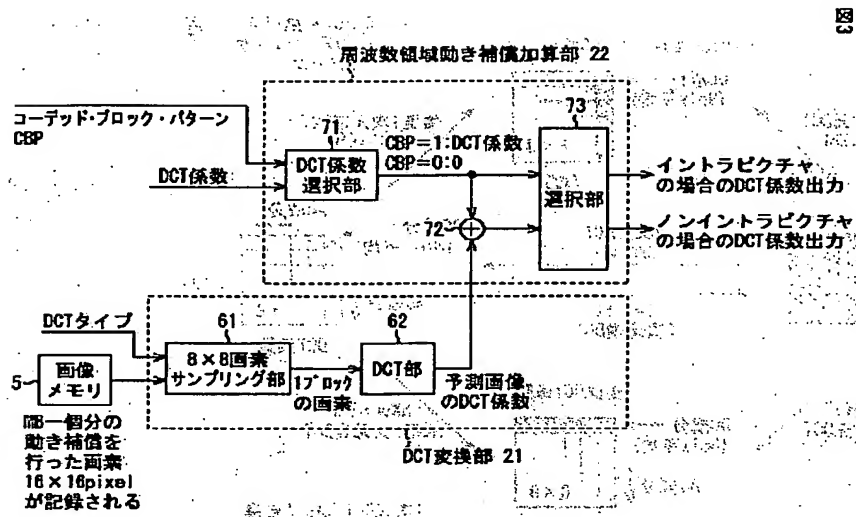 図3
周波数領域動き補償加算部 22
コーデッド・ブロック・パターン
CBP
DCT係数
71
DCT係数
選択部
CBP=1:DCT係数
CBP=0:0
72
73
選択部
イントラピクチャ
の場合のDCT係数出力
ノンイントラピクチャ
の場合のDCT係数出力
DCTタイプ
5
画像
メモリ
61
8×8画素
サンプリング部
1ブロック
の画素
62
DCT部
予測画像
のDCT係数
MB一個分の
動き補償を
行った画素
16×16pixel
が記録される
DCT変換部 21